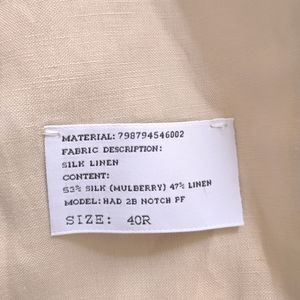 MATERIAL: 798794546002
FABRIC DESCRIPTION:
SILK LINEN
CONTENT:
53% SILK (MULBERRY) 47% LINEN
MODEL: HAD 2B NOTCH PF
SIZE: 40R